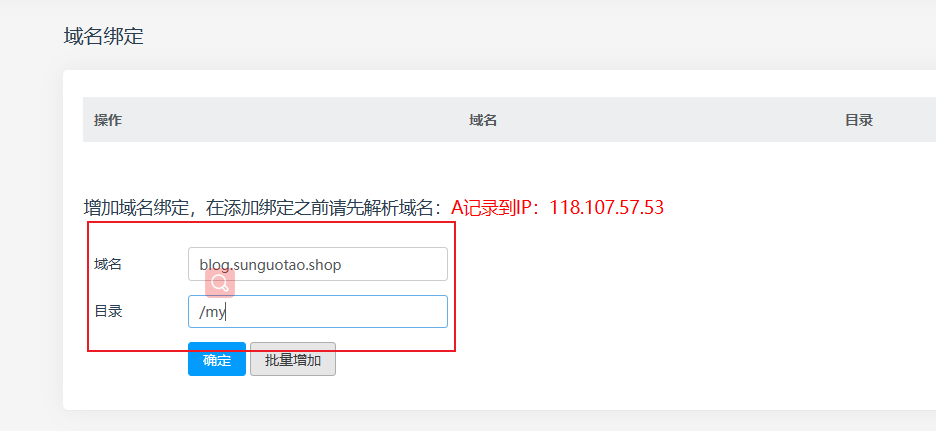 域名绑定
操作 域名 目录
增加域名绑定，在添加绑定之前请先解析域名：A记录到IP：118.107.57.53
域名 blog.sunguotao.shop
目录 /my
确定 批量增加